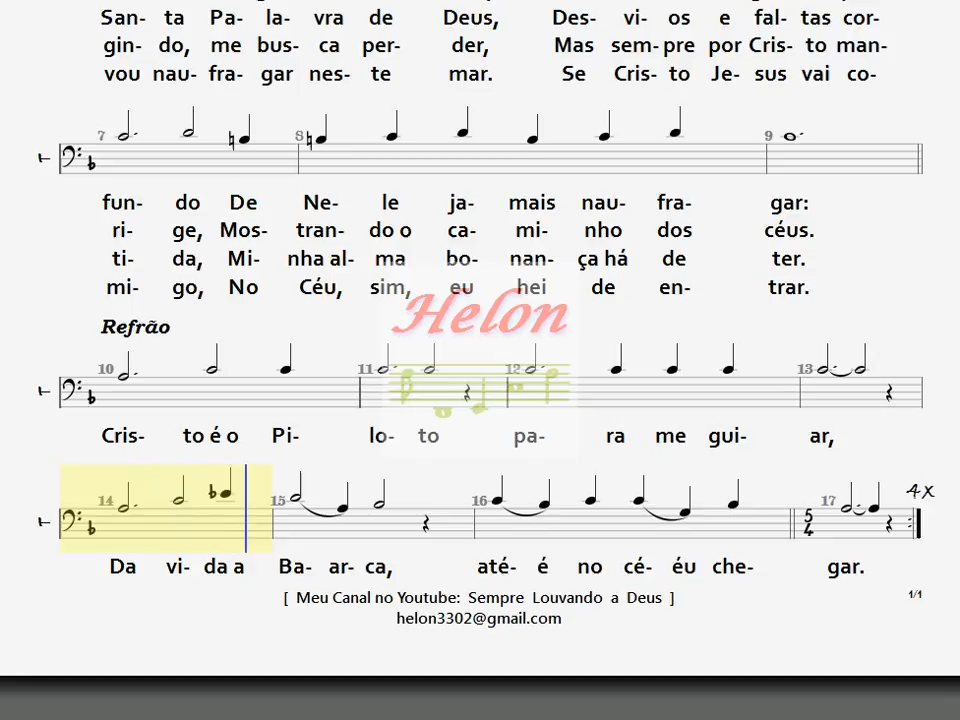 San- ta Pa- la- vra de Deus, Des- vi- os e fal- tas cor-
gin- do, me bus- ca per- der, Mas sem- pre por Cris- to man-
vou nau- fra- gar nes- te mar. Se Cris- to Je- sus vai co-
7 8 9
T
fun- do De Ne- le ja- mais nau- fra- gar:
ri- ge, Mos- tran- do o ca- mi- nho dos céus.
ti- da, Mi- nha al- ma bo- nan- ça há de ter.
mi- go, No Céu, sim, eu hei de en- trar.
Helon
Refrão
10 11 12 13
T
Cris- to é o Pi- lo- to pa- ra me gui- ar,
14 15 16 17 4x
T
5
4
Da vi- da a Ba- ar- ca, até- é no cé- éu che- gar.
[ Meu Canal no Youtube: Sempre Louvando a Deus ]
1/1
helon3302@gmail.com